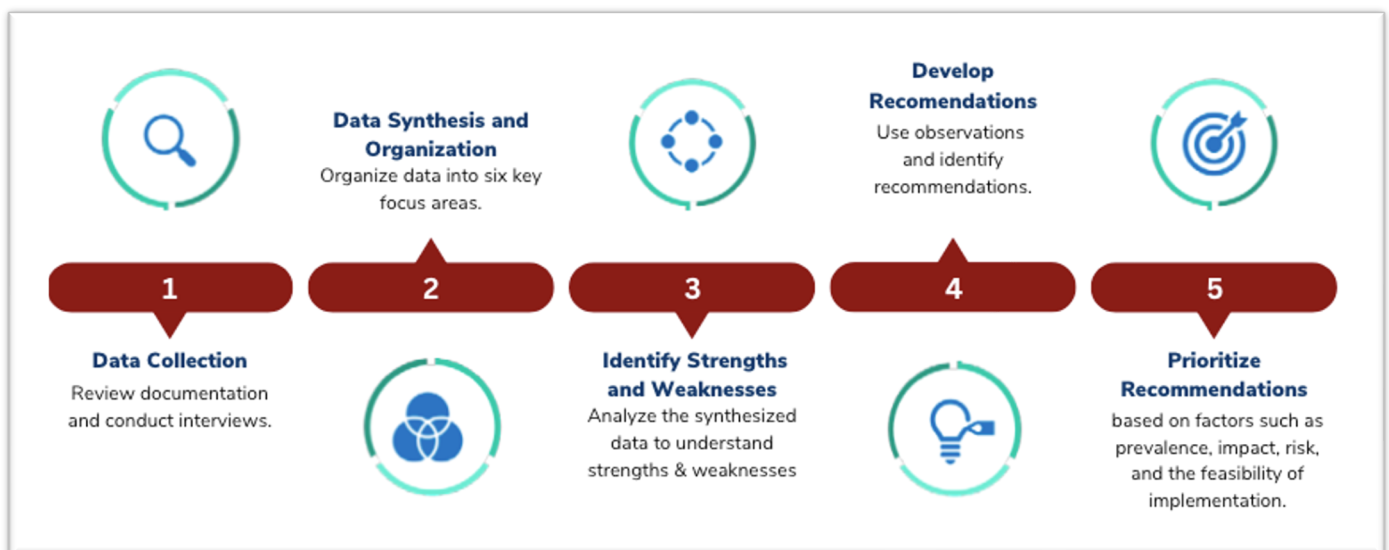 1
Data Collection
Review documentation
and conduct interviews.
Data Synthesis and
Organization
Organize data into six key
focus areas.
2
3
Identify Strengths
and Weaknesses
Analyze the synthesized
data to understand
strengths & weaknesses
Develop
Recomendations
Use observations
and identify
recommendations.
4
5
Prioritize
Recommendations
based on factors such as
prevalence, impact, risk,
and the feasibility of
implementation.